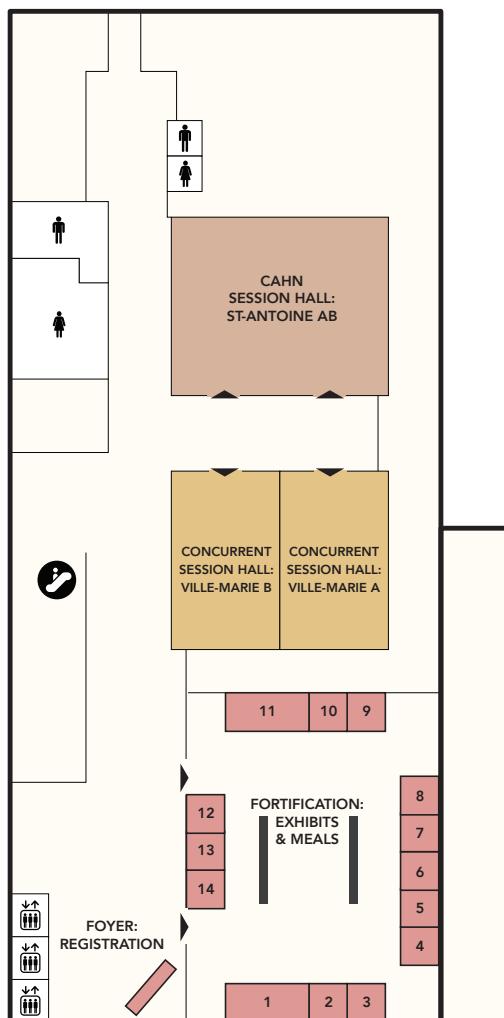 CAHN
SESSION HALL:
ST-ANTOINE AB
CONCURRENT
SESSION HALL:
VILLE-MARIE B
CONCURRENT
SESSION HALL:
VILLE-MARIE A
11
10
9
8
7
6
5
4
12
13
14
FORTIFICATION:
EXHIBITS
& MEALS
FOYER:
REGISTRATION
1
2
3